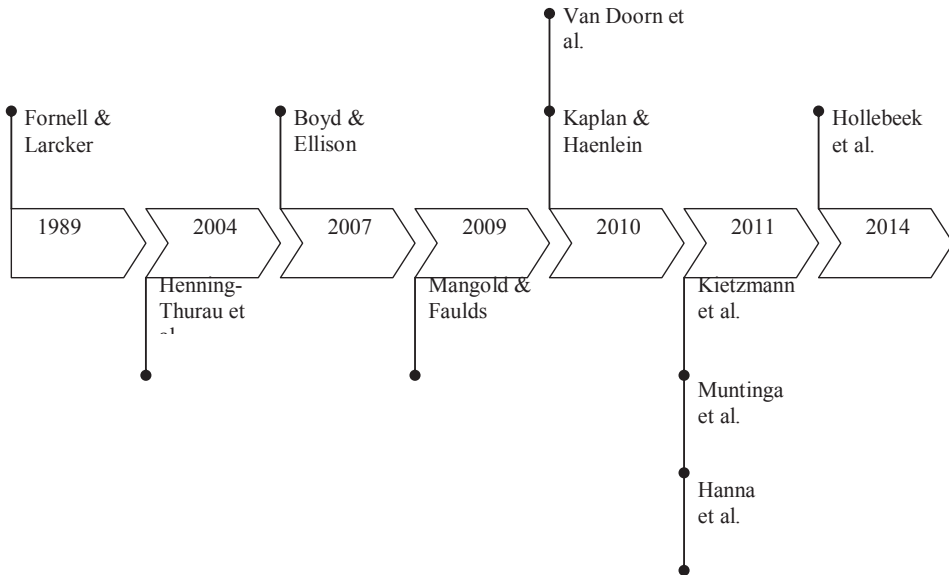 Van Doorn et
al.
Fornell &
Larcker
Boyd &
Ellison
Kaplan &
Haenlein
Hollebeek
et al.
1989
2004
2007
2009
2010
2011
2014
Henning-
Thurau et
al
Mangold &
Faulds
Kietzmann
et al.
Muntinga
et al.
Hanna
et al.